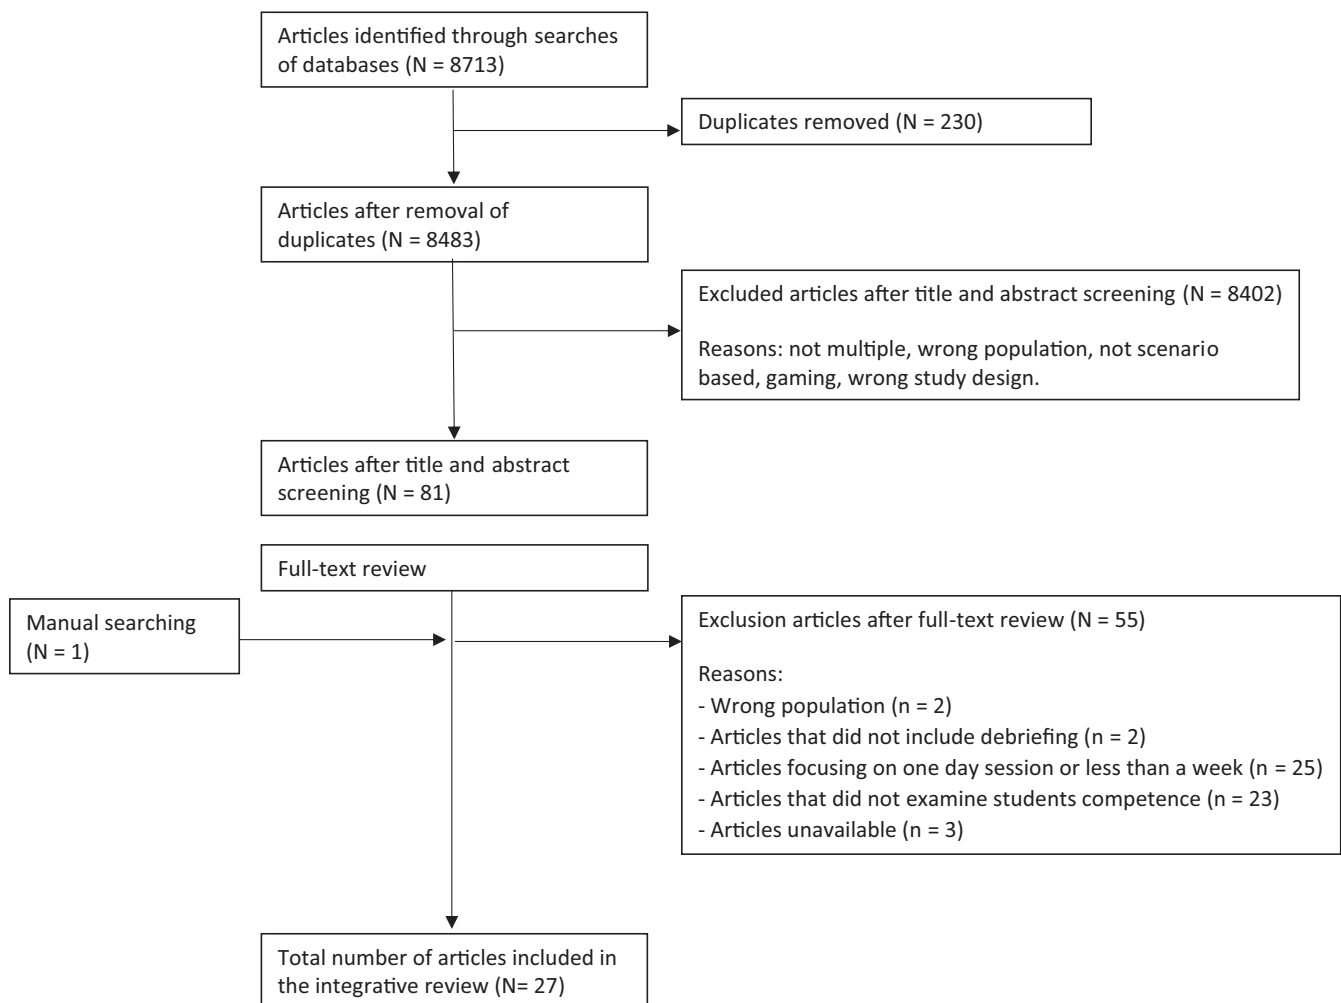 Articles identified through searches
of databases (N = 8713)
Duplicates removed (N = 230)
Articles after removal of
duplicates (N = 8483)
Excluded articles after title and abstract screening (N = 8402)
Reasons: not multiple, wrong population, not scenario
based, gaming, wrong study design.
Articles after title and abstract
screening (N = 81)
Full-text review
Manual searching
(N = 1)
Exclusion articles after full-text review (N = 55)
Reasons:
- Wrong population (n = 2)
- Articles that did not include debriefing (n = 2)
- Articles focusing on one day session or less than a week (n = 25)
- Articles that did not examine students competence (n = 23)
- Articles unavailable (n = 3)
Total number of articles included in
the integrative review (N= 27)